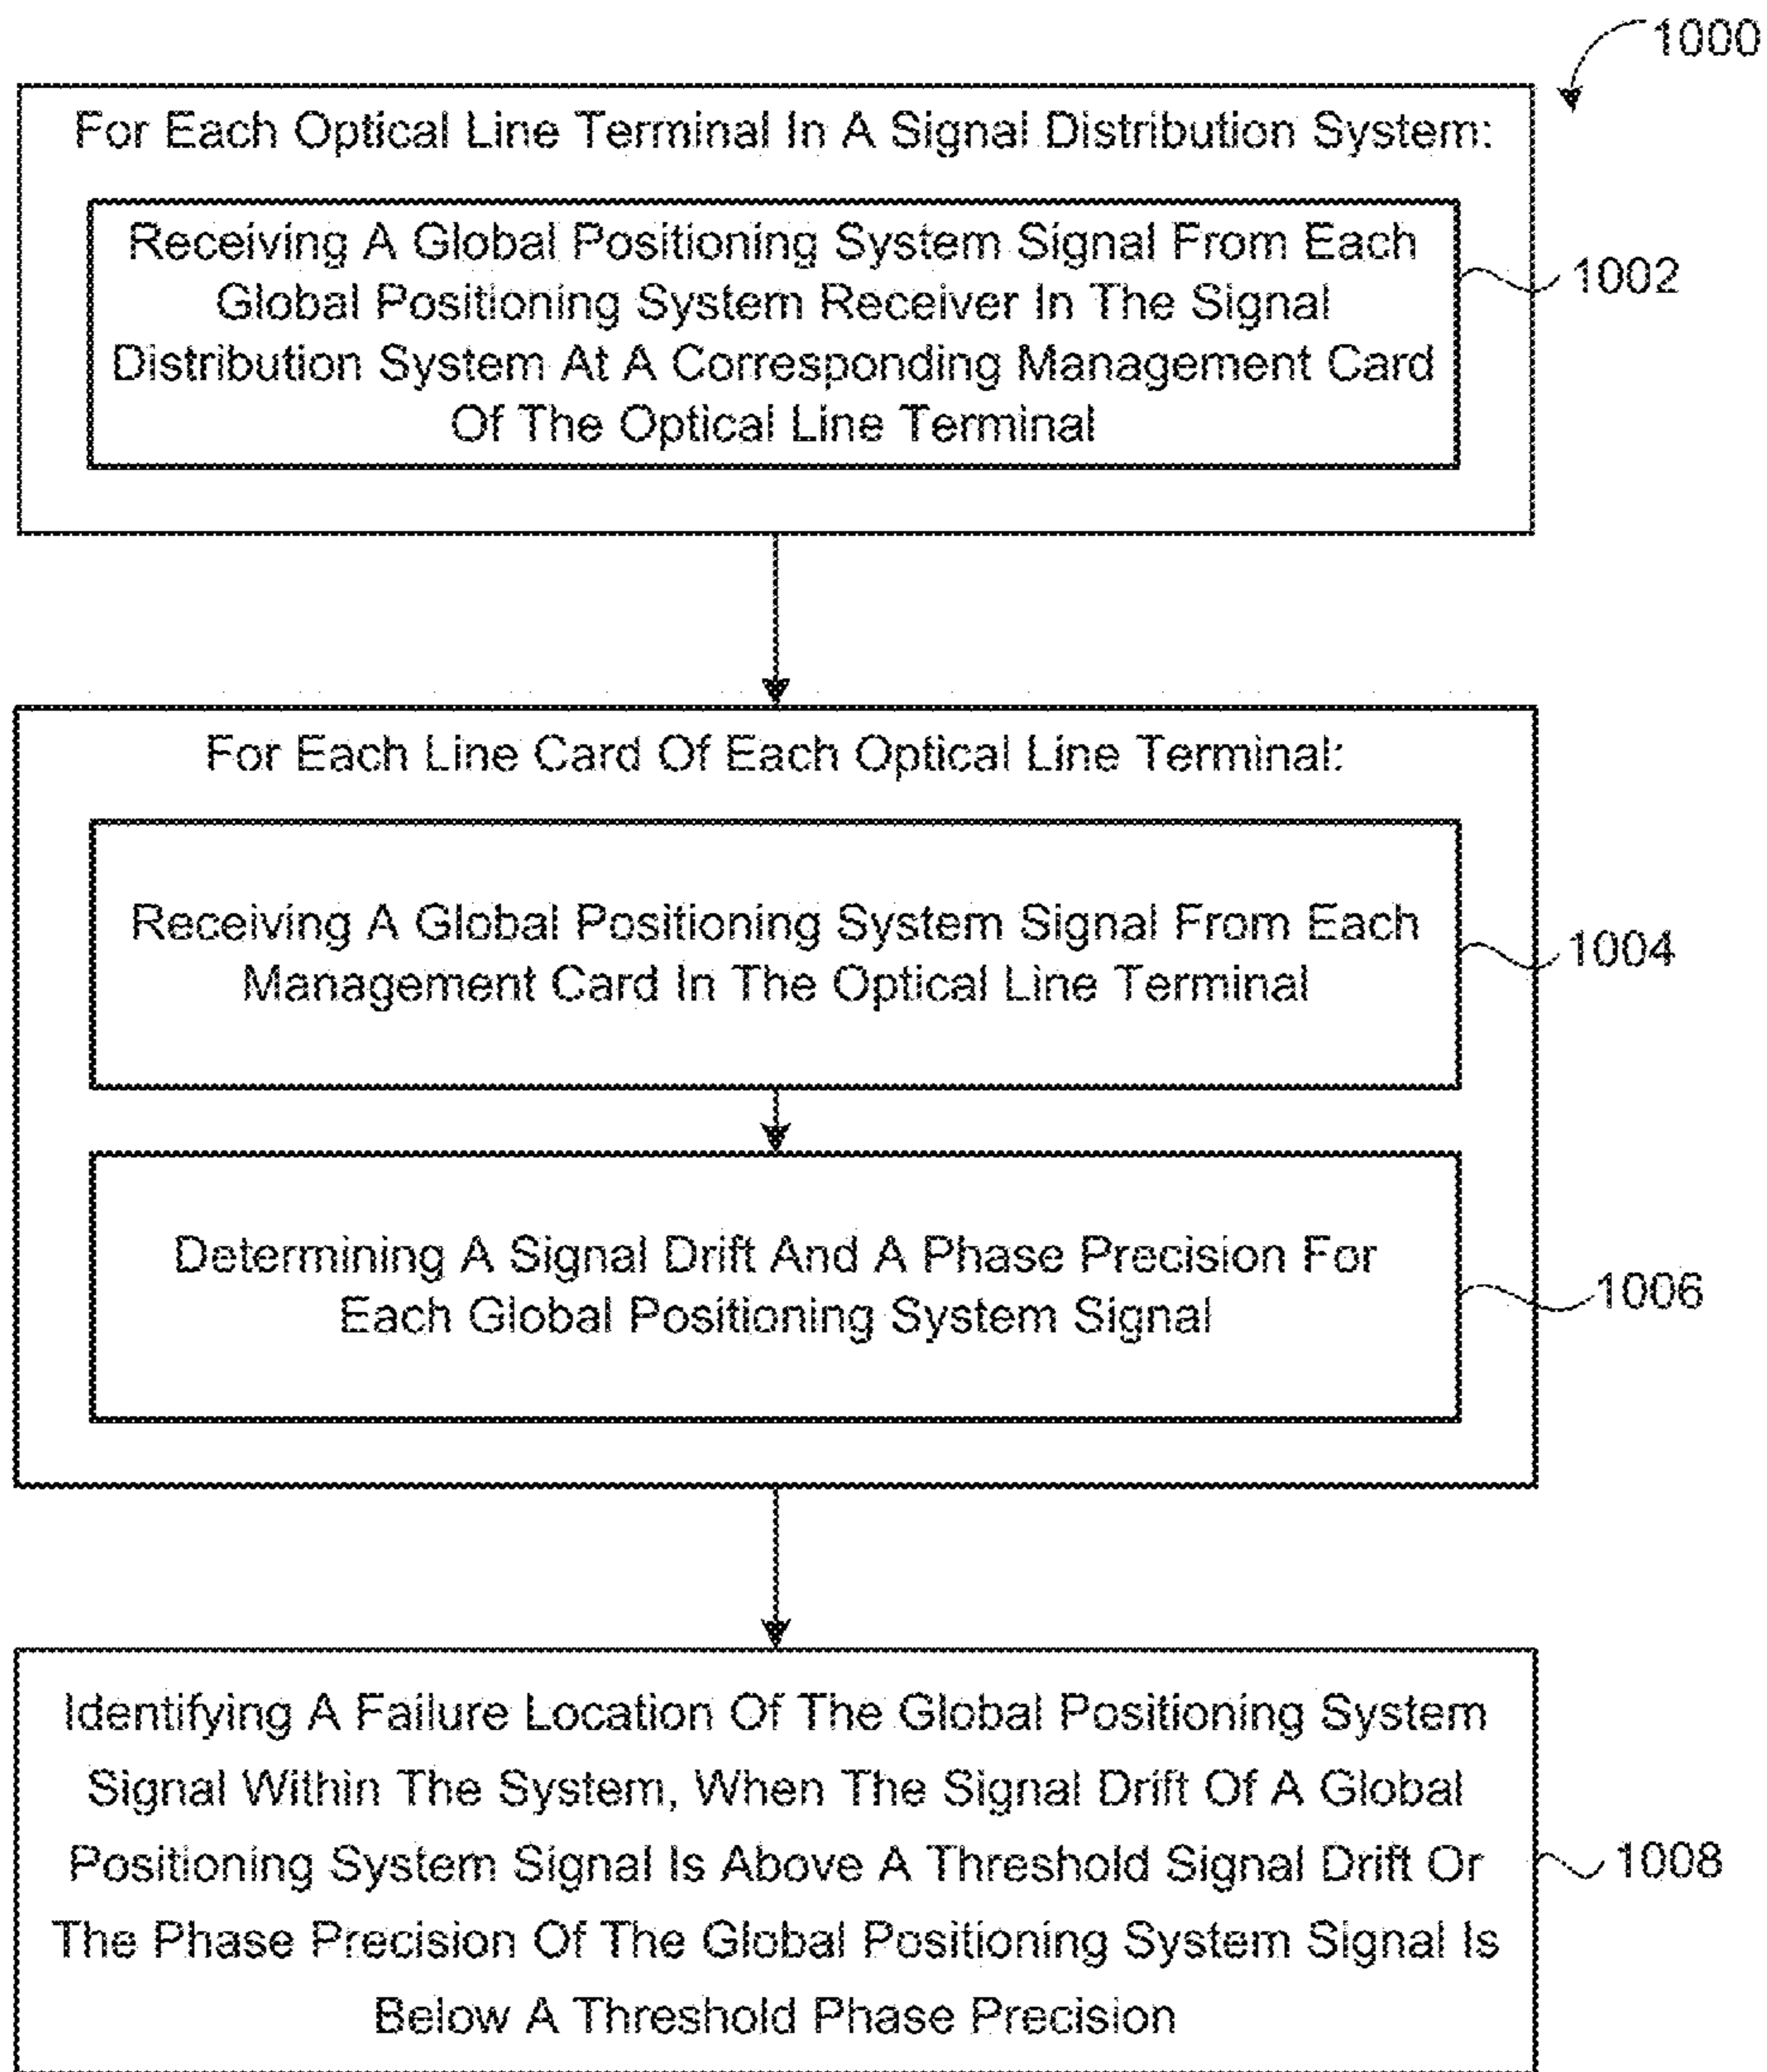 1000
For Each Optical Line Terminal In A Signal Distribution System:
Receiving A Global Positioning System Signal From Each
Global Positioning System Receiver In The Signal
Distribution System At A Corresponding Management Card
Of The Optical Line Terminal
1002
For Each Line Card Of Each Optical Line Terminal:
Receiving A Global Positioning System Signal From Each
Management Card In The Optical Line Terminal
1004
Determining A Signal Drift And A Phase Precision For
Each Global Positioning System Signal
1006
Identifying A Failure Location Of The Global Positioning System
Signal Within The System, When The Signal Drift Of A Global
Positioning System Signal Is Above A Threshold Signal Drift Or
The Phase Precision Of The Global Positioning System Signal Is
Below A Threshold Phase Precision
1008